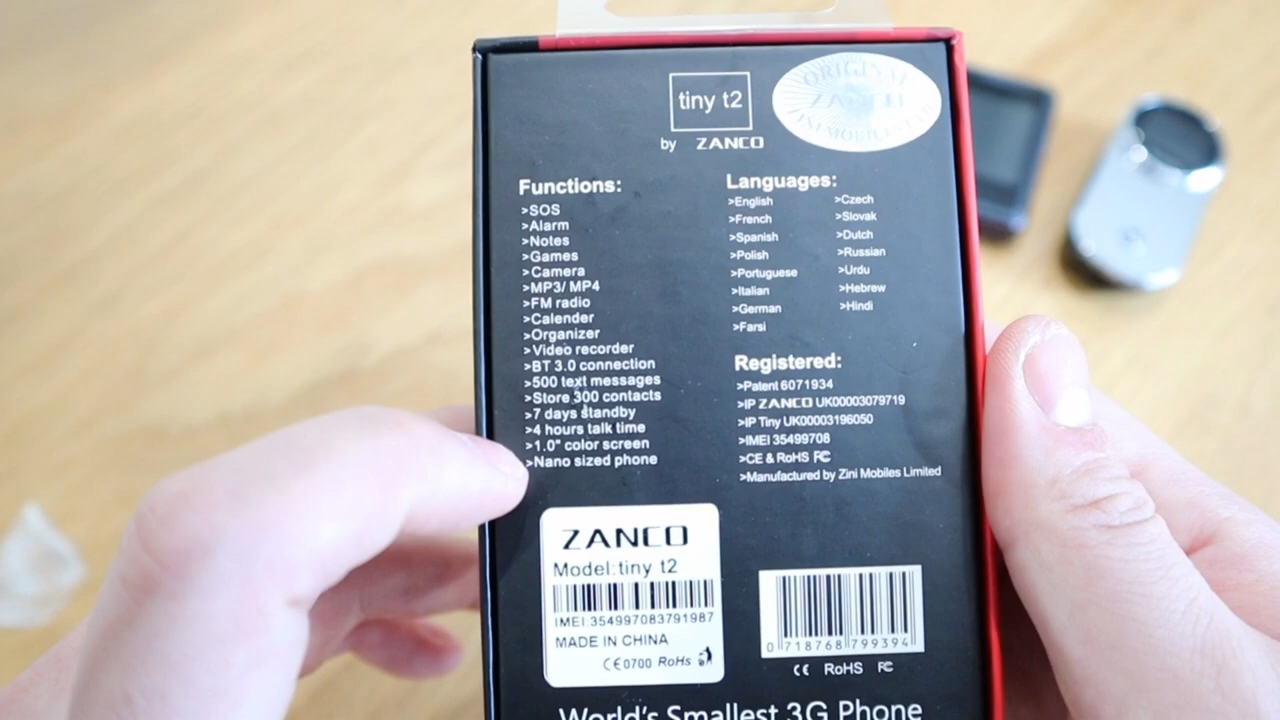 tiny t2
by ZANCO
ORIGINAL
ZANCO
Functions:
>SOS
>Alarm
>Notes
>Games
>Camera
>MP3/ MP4
>FM radio
>Calender
>Organizer
>Video recorder
>BT 3.0 connection
>500 text messages
>Store 300 contacts
>7 days standby
>4 hours talk time
>1.0" color screen
>Nano sized phone
Languages:
>English
>French
>Spanish
>Polish
>Portuguese
>Italian
>German
>Farsi
>Czech
>Slovak
>Dutch
>Russian
>Urdu
>Hebrew
>Hindi
Registered:
>Patent 6071934
>IP ZANCO UK00003079719
>IP Tiny UK00003196050
>IMEI 35499708
>CE & RoHS FC
>Manufactured by Zini Mobiles Limited
ZANCO
Model:tiny t2
IMEI:354997083791987
MADE IN CHINA
CE0700 RoHs
0 718768 799394
CE RoHS FC
World's Smallest 3G Phone